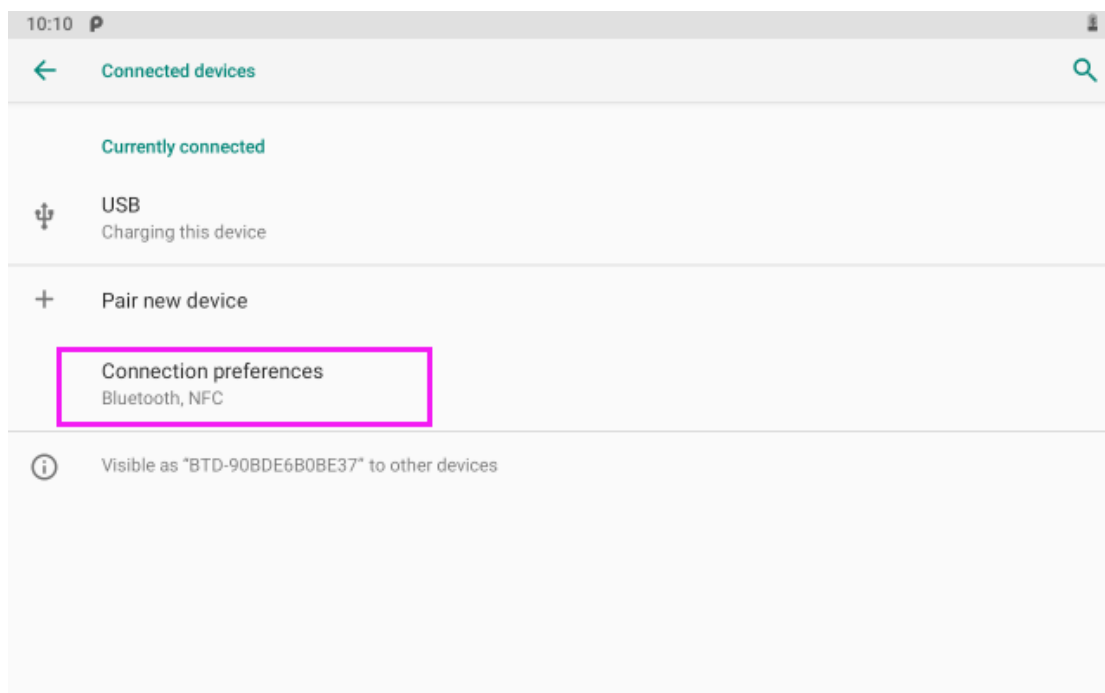 10:10
Connected devices
Currently connected
USB
Charging this device
Pair new device
Connection preferences
Bluetooth, NFC
Visible as "BTD-90BDE6B0BE37" to other devices